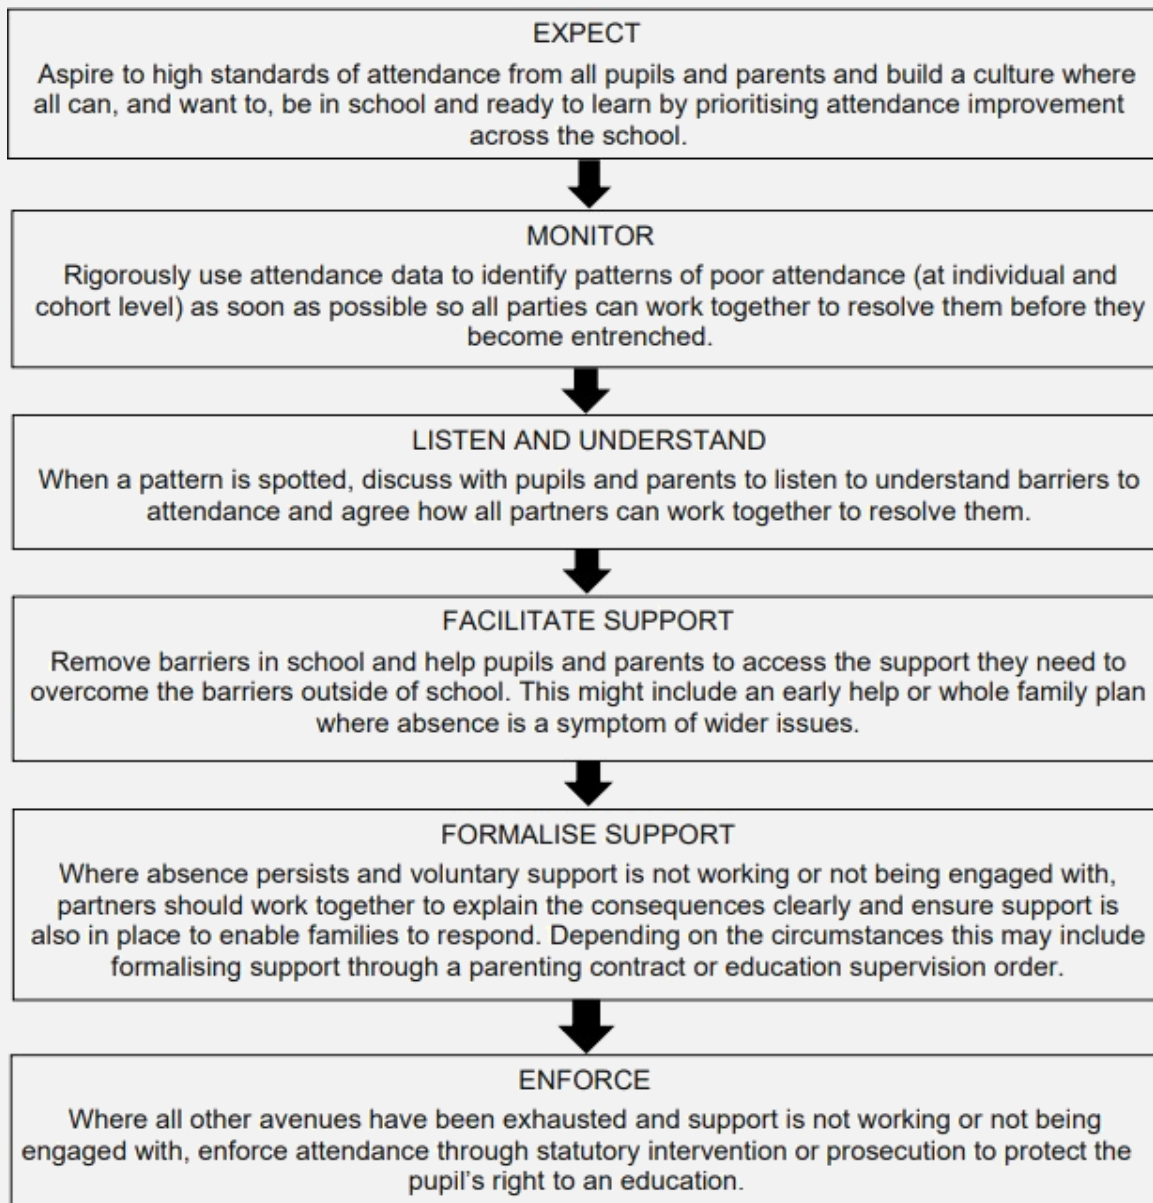 EXPECT
Aspire to high standards of attendance from all pupils and parents and build a culture where
all can, and want to, be in school and ready to learn by prioritising attendance improvement
across the school.
MONITOR
Rigorously use attendance data to identify patterns of poor attendance (at individual and
cohort level) as soon as possible so all parties can work together to resolve them before they
become entrenched.
LISTEN AND UNDERSTAND
When a pattern is spotted, discuss with pupils and parents to listen to understand barriers to
attendance and agree how all partners can work together to resolve them.
FACILITATE SUPPORT
Remove barriers in school and help pupils and parents to access the support they need to
overcome the barriers outside of school. This might include an early help or whole family plan
where absence is a symptom of wider issues.
FORMALISE SUPPORT
Where absence persists and voluntary support is not working or not being engaged with,
partners should work together to explain the consequences clearly and ensure support is
also in place to enable families to respond. Depending on the circumstances this may include
formalising support through a parenting contract or education supervision order.
ENFORCE
Where all other avenues have been exhausted and support is not working or not being
engaged with, enforce attendance through statutory intervention or prosecution to protect the
pupil's right to an education.